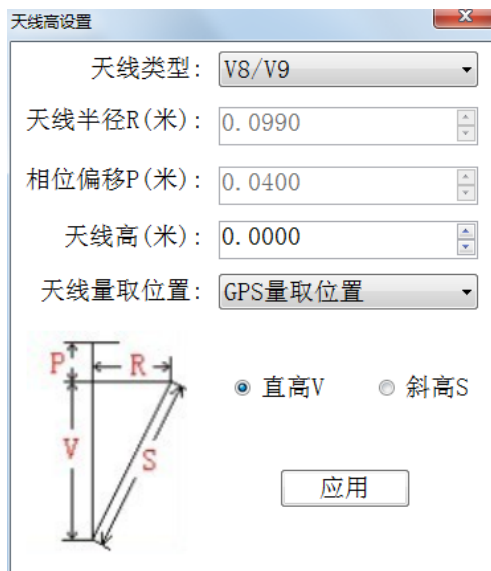 天线高设置
天线类型: V8/V9
天线半径R(米): 0.0990
相位偏移P(米): 0.0400
天线高(米): 0.0000
天线量取位置: GPS量取位置
P R
直高V 斜高S
V S
应用